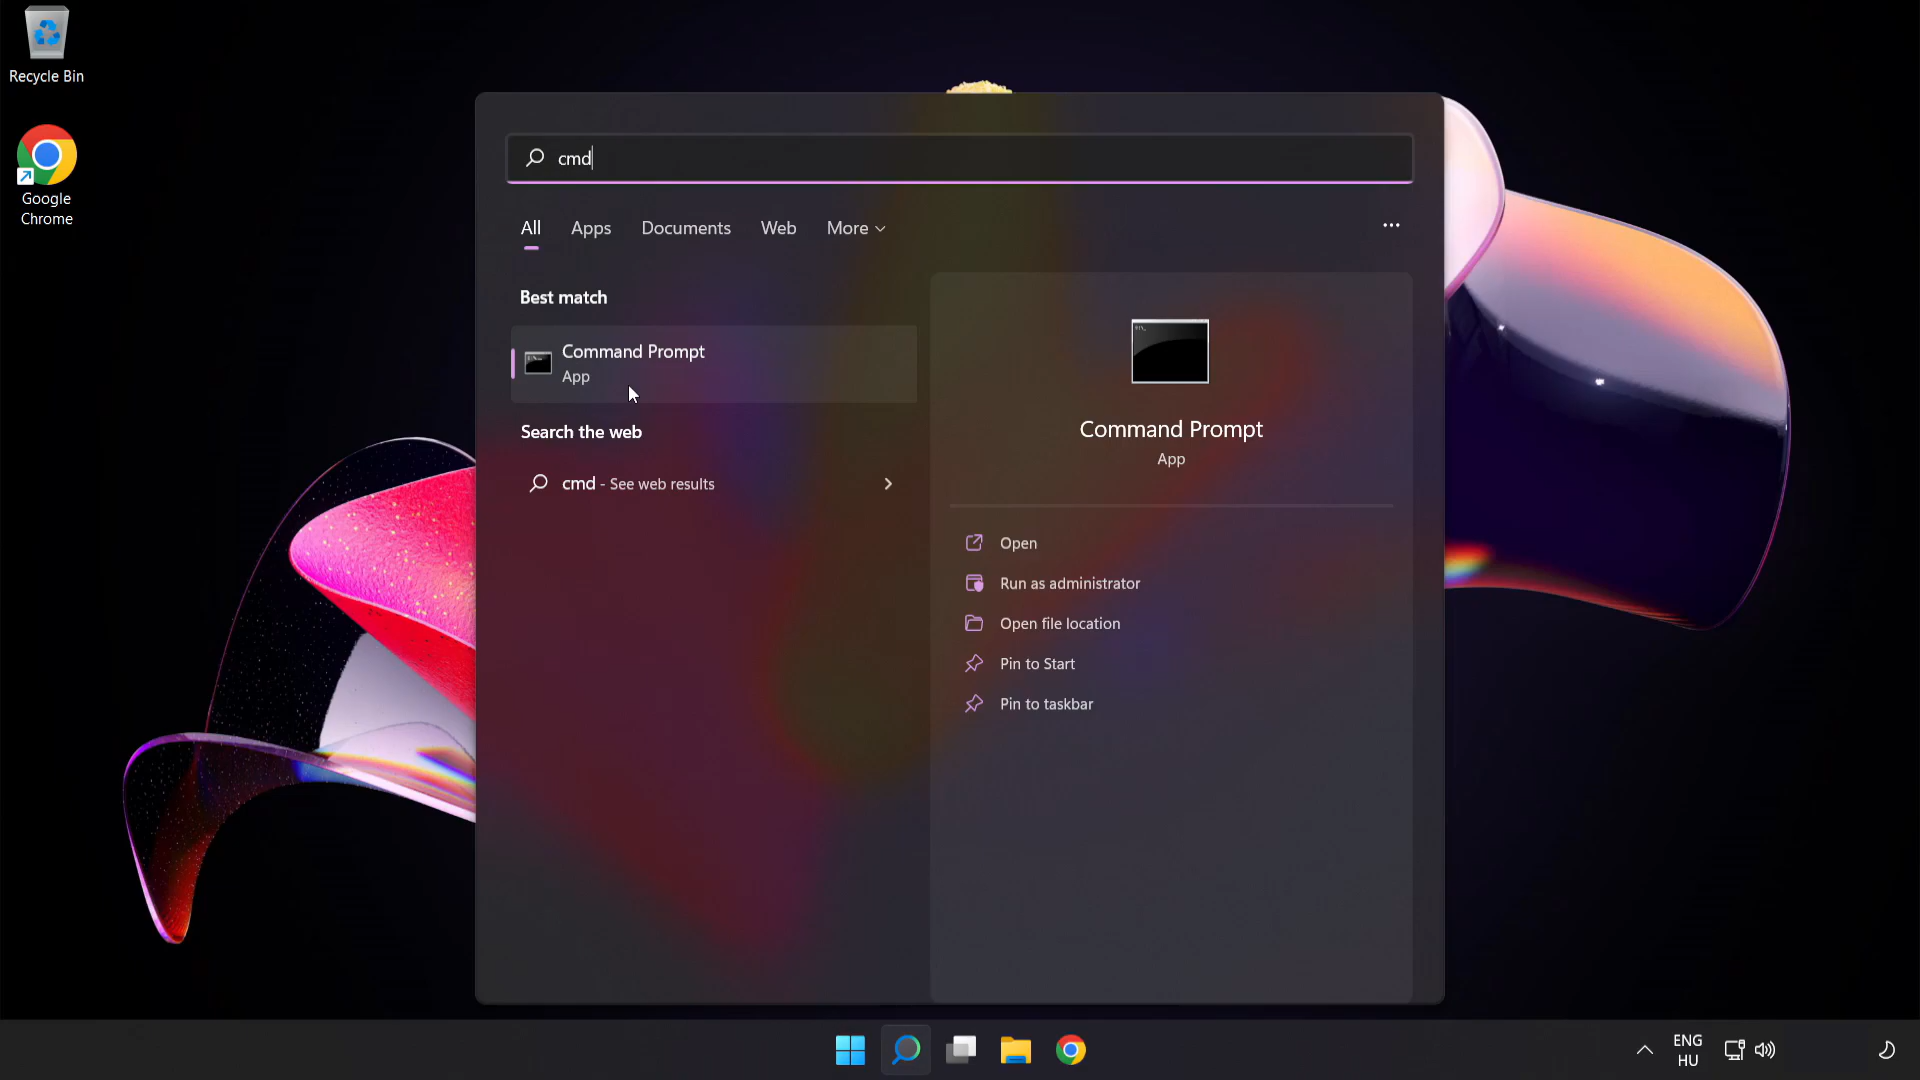 Recycle Bin
Google
Chrome
cmd
All Apps Documents Web More
Best match
Command Prompt
App
Search the web
cmd - See web results
Command Prompt
App
Open
Run as administrator
Open file location
Pin to Start
Pin to taskbar
ENG
HU